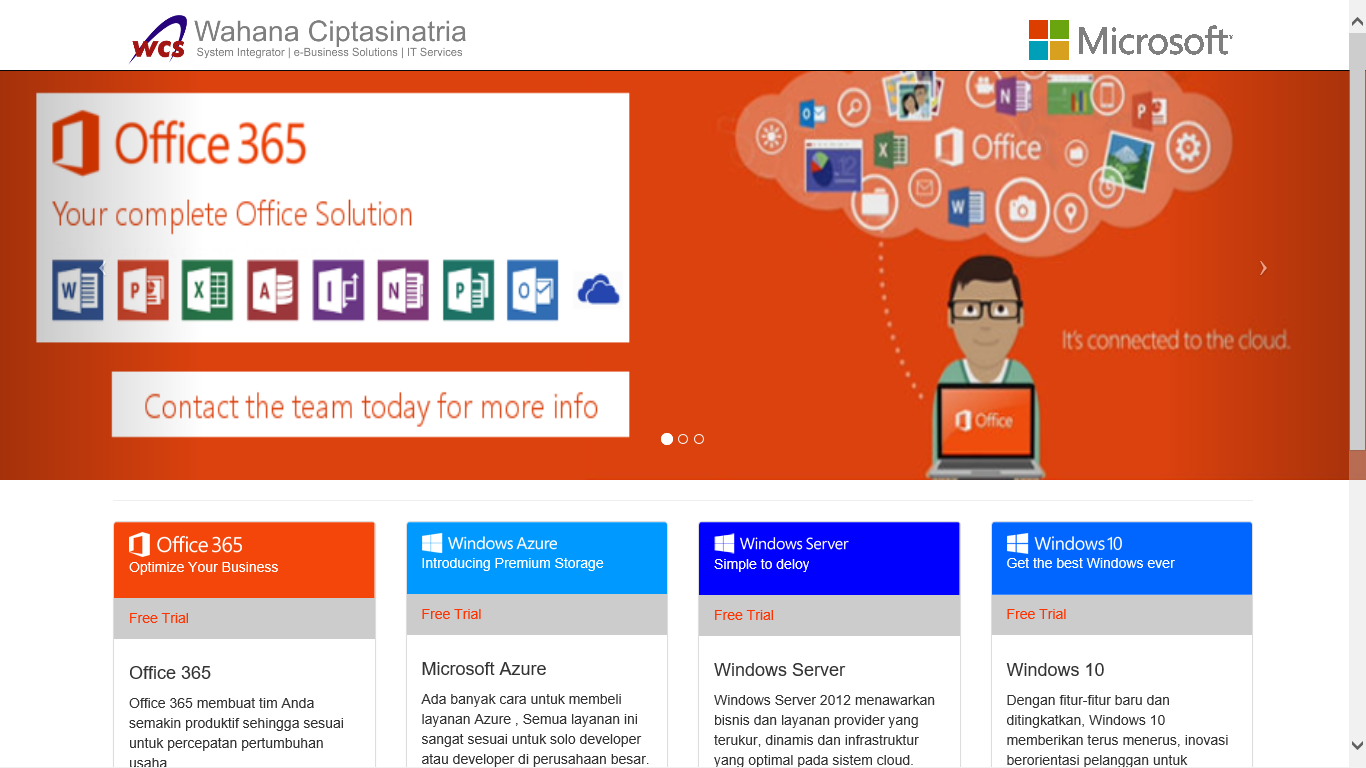 WCS
Wahana Ciptasinatria
System Integrator | e-Business Solutions | IT Services
Microsoft
Office 365
Your complete Office Solution
W P X A I N P O
Contact the team today for more info
O
N
P
X
Office
W
It's connected to the cloud.
Office
Office 365
Optimize Your Business
Free Trial
Office 365
Office 365 membuat tim Anda
semakin produktif sehingga sesuai
untuk percepatan pertumbuhan
usaha
Windows Azure
Introducing Premium Storage
Free Trial
Microsoft Azure
Ada banyak cara untuk membeli
layanan Azure , Semua layanan ini
sangat sesuai untuk solo developer
atau developer di perusahaan besar.
Windows Server
Simple to deloy
Free Trial
Windows Server
Windows Server 2012 menawarkan
bisnis dan layanan provider yang
terukur, dinamis dan infrastruktur
yang optimal pada sistem cloud.
Windows 10
Get the best Windows ever
Free Trial
Windows 10
Dengan fitur-fitur baru dan
ditingkatkan, Windows 10
memberikan terus menerus, inovasi
berorientasi pelanggan untuk